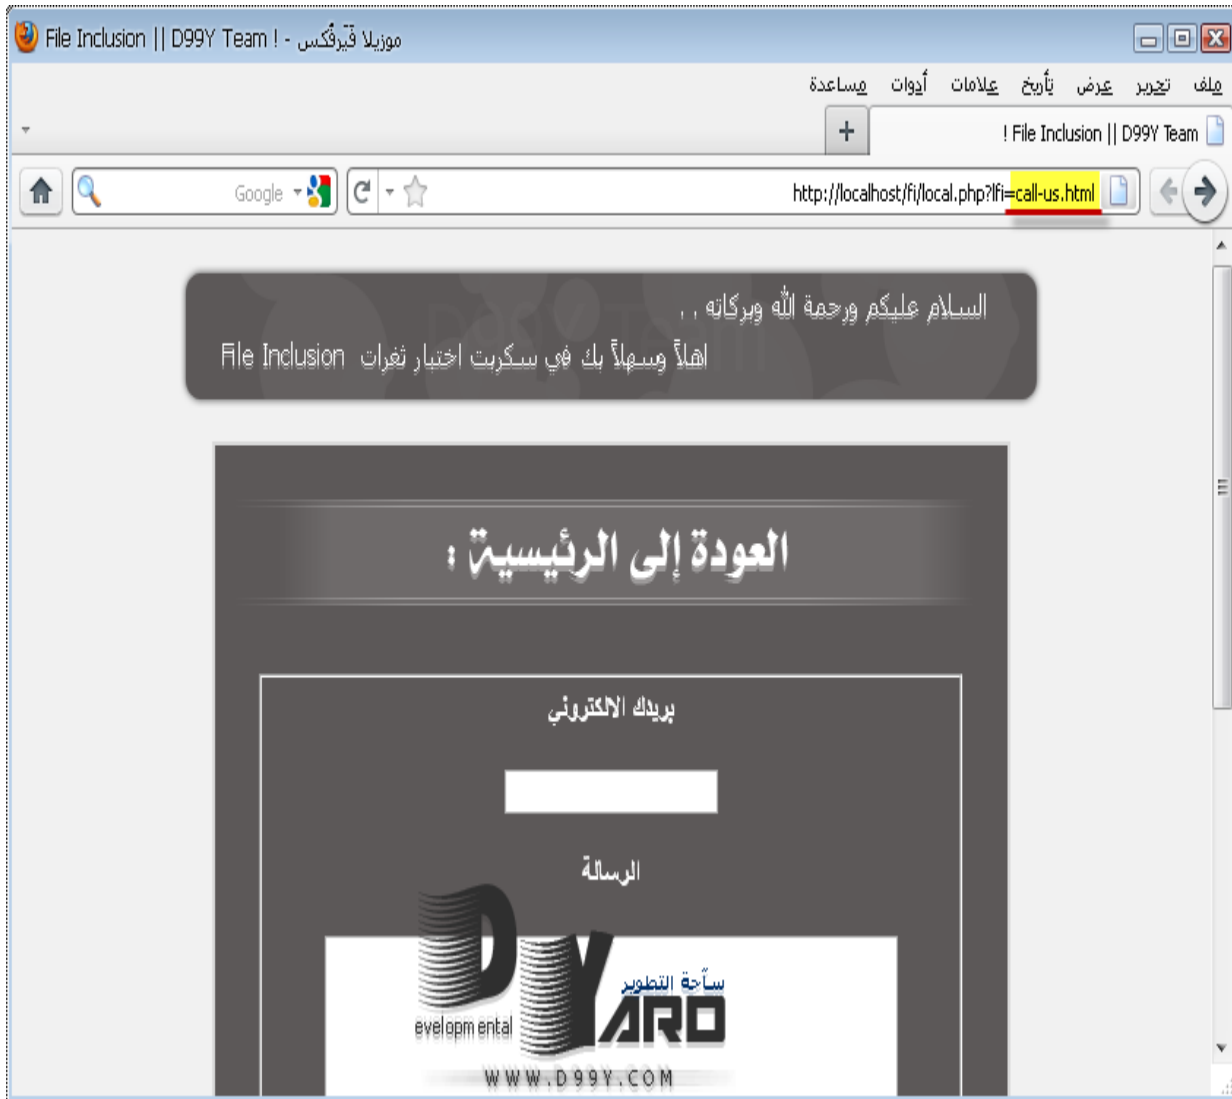 File Inclusion || D99Y Team ! - موزيلا فَيَرفُكس
ملف تحرير عرض تأريخ علامات أدوات مساعدة
! File Inclusion || D99Y Team
http://localhost/fi/local.php?lfi=call-us.html
Google
السلام عليكم ورحمة الله وبركاته . .
اهلاً وسهلاً بك في سكربت اختبار ثغرات File Inclusion
العودة إلى الرئيسية :
بريدك الالكتروني
الرسالة
D Y
سآحة التطوير
evelopmental ARD
WWW.D99Y.COM